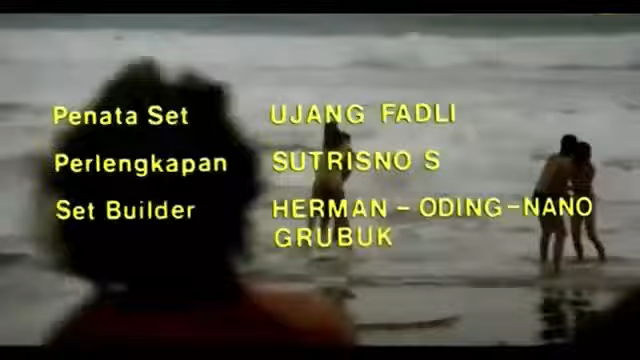 Penata Set UJANG FADLI
Perlengkapan SUTRISNO S
Set Builder HERMAN – ODING – NANO
GRUBUK